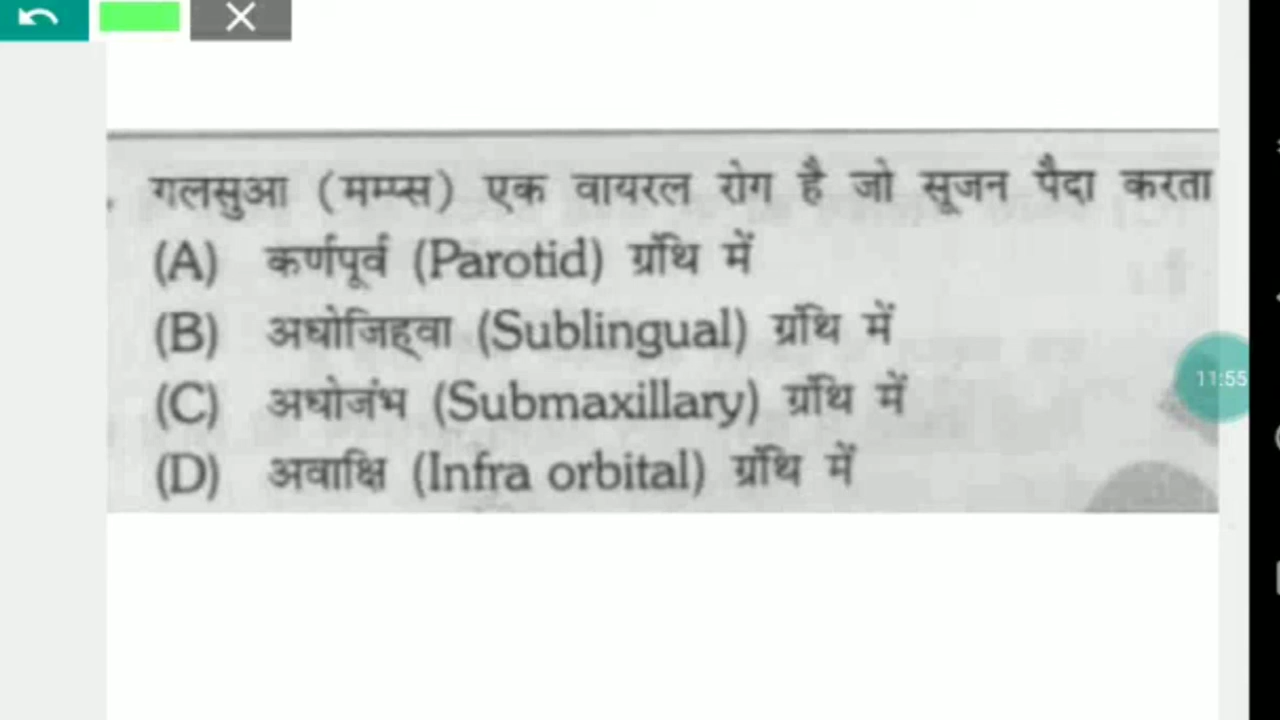 गलसुआ (मम्प्स) एक वायरल रोग है जो सूजन पैदा करता
(A) कर्णपूर्व (Parotid) ग्रंथि में
(B) अधोजिह्वा (Sublingual) ग्रंथि में
(C) अधोजंभ (Submaxillary) ग्रंथि में
(D) अवाक्षि (Infra orbital) ग्रंथि में
11:55